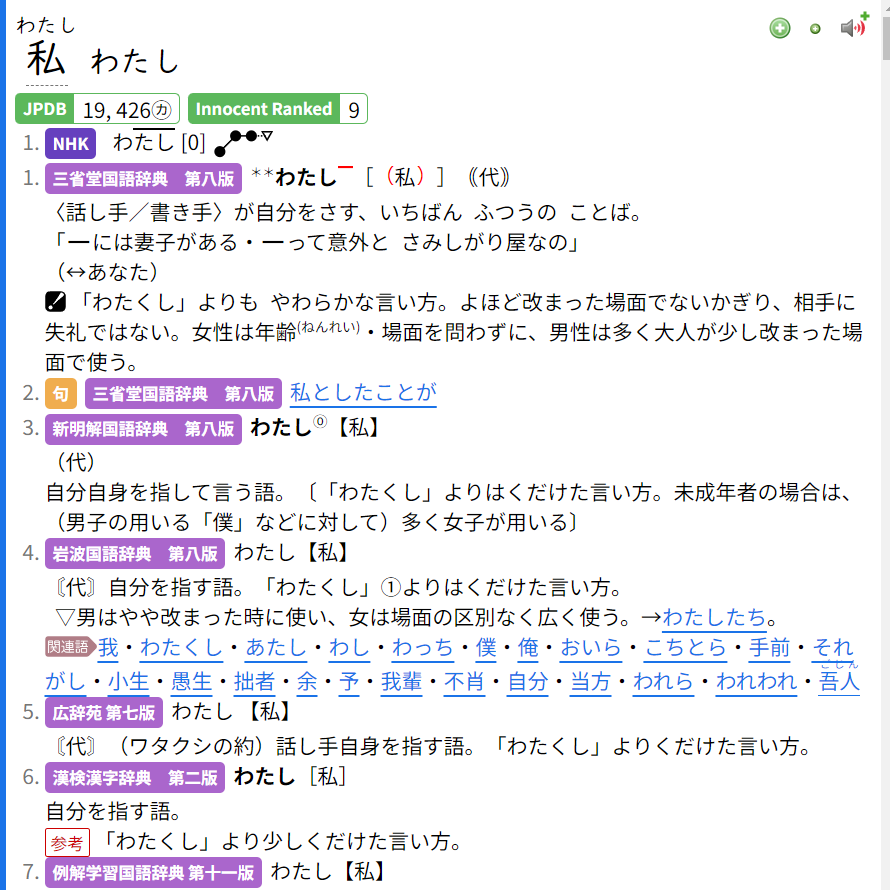 わたし
私 わたし
JPDB 19, 426㋕ Innocent Ranked 9
1. NHK わたし [0]
1. 三省堂国語辞典 第八版 **わたし ［（私）］ 《代》
〈話し手／書き手〉が自分をさす、いちばん ふつうの ことば。
「━には妻子がある・━って意外と さみしがり屋なの」
（↔あなた）
「わたくし」よりも やわらかな言い方。よほど改まった場面でないかぎり、相手に
失礼ではない。女性は年齢(ねんれい)・場面を問わずに、男性は多く大人が少し改まった場
面で使う。
2. 句 三省堂国語辞典 第八版 私としたことが
3. 新明解国語辞典 第八版 わたし⓪【私】
（代）
自分自身を指して言う語。〔「わたくし」よりはくだけた言い方。未成年者の場合は、
（男子の用いる「僕」などに対して）多く女子が用いる〕
4. 岩波国語辞典 第八版 わたし【私】
〘代〙自分を指す語。「わたくし」①よりはくだけた言い方。
▽男はやや改まった時に使い、女は場面の区別なく広く使う。→わたしたち。
関連語 我・わたくし・あたし・わし・わっち・僕・俺・おいら・こちとら・手前・それ
がし・小生・愚生・拙者・余・予・我輩・不肖・自分・当方・われら・われわれ・吾人(ごじん)
5. 広辞苑 第七版 わたし 【私】
〘代〙（ワタクシの約）話し手自身を指す語。「わたくし」よりくだけた言い方。
6. 漢検漢字辞典 第二版 わたし［私］
自分を指す語。
参考 「わたくし」より少しくだけた言い方。
7. 例解学習国語辞典 第十一版 わたし【私】